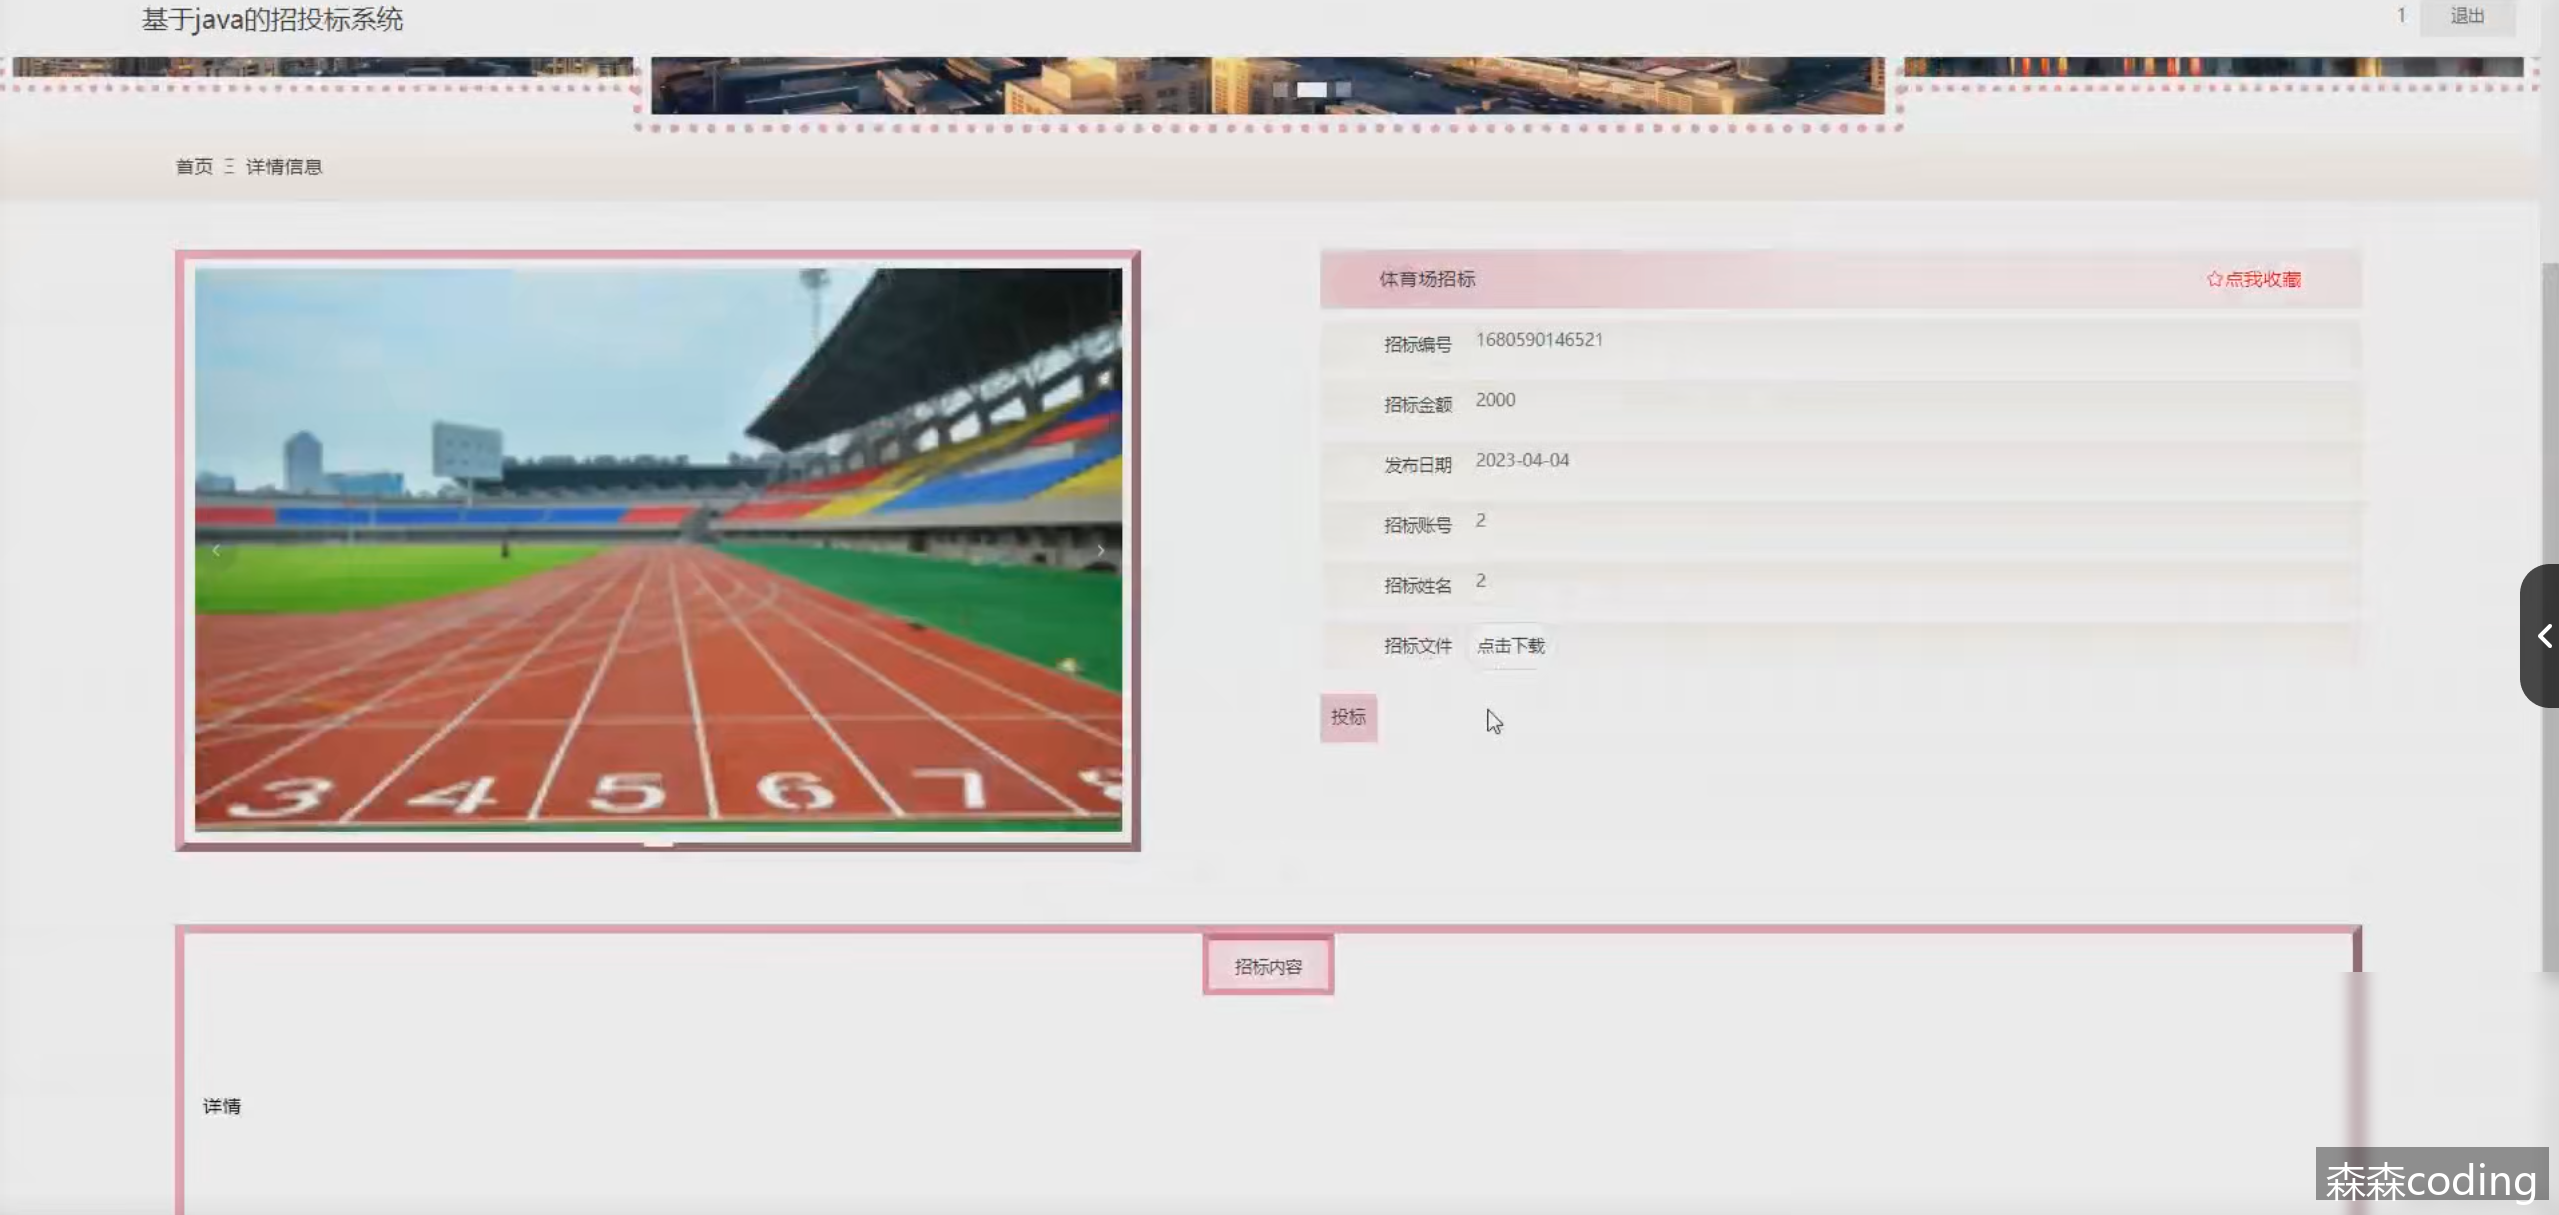 基于java的招投标系统
1 退出
首页 Ξ 详情信息
体育场招标 ☆点我收藏
招标编号 1680590146521
招标金额 2000
发布日期 2023-04-04
招标账号 2
招标姓名 2
招标文件 点击下载
投标
3 4 5 6 7 8
招标内容
详情
森森coding